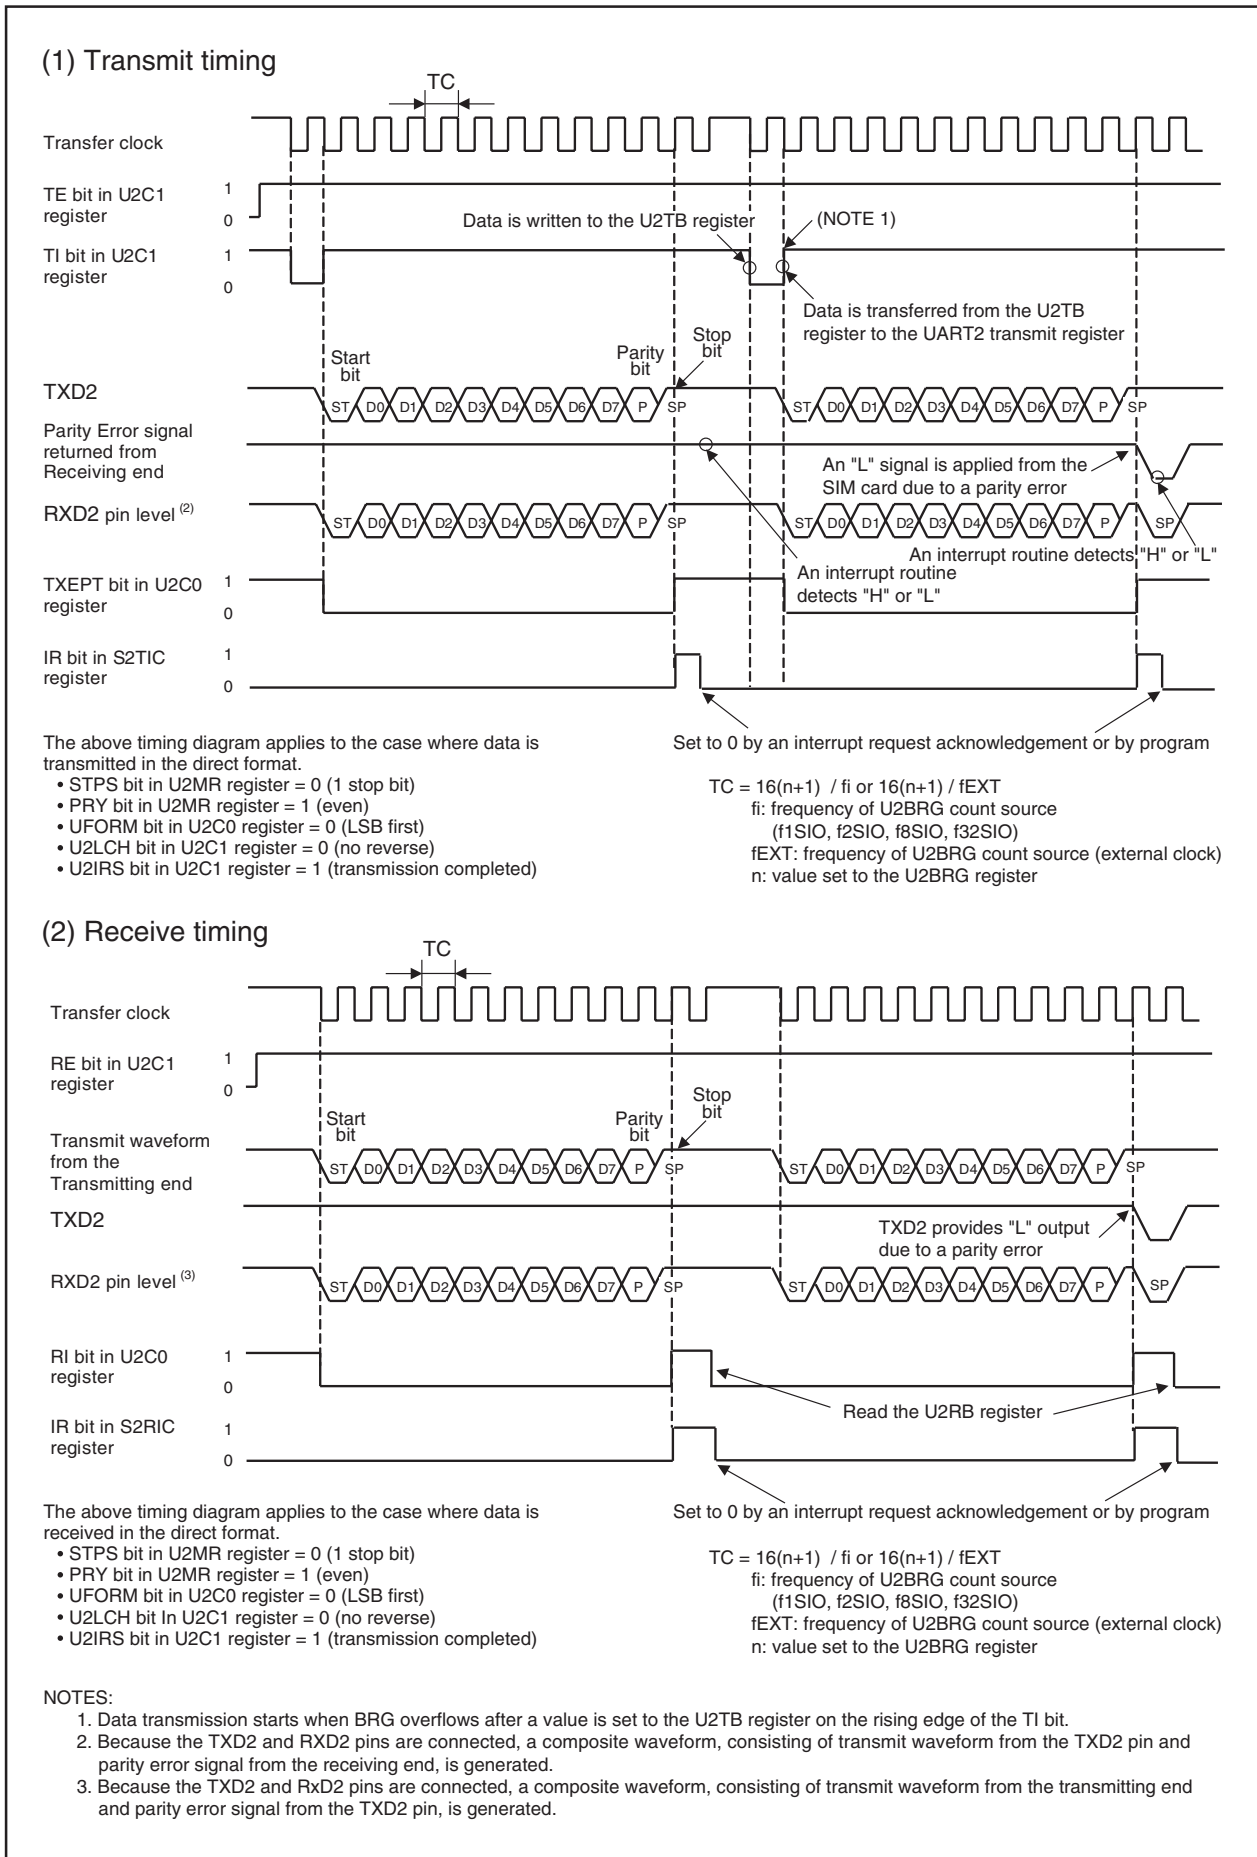 (1) Transmit timing
TC
Transfer clock
TE bit in U2C1
register
1
0
Data is written to the U2TB register
(NOTE 1)
TI bit in U2C1
register
1
0
Data is transferred from the U2TB
register to the UART2 transmit register
Start
bit
Parity
bit
Stop
bit
TXD2
ST D0 D1 D2 D3 D4 D5 D6 D7 P SP ST D0 D1 D2 D3 D4 D5 D6 D7 P SP
Parity Error signal
returned from
Receiving end
An "L" signal is applied from the
SIM card due to a parity error
RXD2 pin level (2)
ST D0 D1 D2 D3 D4 D5 D6 D7 P SP ST D0 D1 D2 D3 D4 D5 D6 D7 P SP
An interrupt routine detects "H" or "L"
An interrupt routine
detects "H" or "L"
TXEPT bit in U2C0
register
1
0
IR bit in S2TIC
register
1
0
Set to 0 by an interrupt request acknowledgement or by program
The above timing diagram applies to the case where data is
transmitted in the direct format.
• STPS bit in U2MR register = 0 (1 stop bit)
• PRY bit in U2MR register = 1 (even)
• UFORM bit in U2C0 register = 0 (LSB first)
• U2LCH bit in U2C1 register = 0 (no reverse)
• U2IRS bit in U2C1 register = 1 (transmission completed)
TC = 16(n+1) / fi or 16(n+1) / fEXT
fi: frequency of U2BRG count source
(f1SIO, f2SIO, f8SIO, f32SIO)
fEXT: frequency of U2BRG count source (external clock)
n: value set to the U2BRG register
(2) Receive timing
TC
Transfer clock
RE bit in U2C1
register
1
0
Start
bit
Parity
bit
Stop
bit
Transmit waveform
from the
Transmitting end
ST D0 D1 D2 D3 D4 D5 D6 D7 P SP ST D0 D1 D2 D3 D4 D5 D6 D7 P SP
TXD2
TXD2 provides "L" output
due to a parity error
RXD2 pin level (3)
ST D0 D1 D2 D3 D4 D5 D6 D7 P SP ST D0 D1 D2 D3 D4 D5 D6 D7 P SP
RI bit in U2C0
register
1
0
Read the U2RB register
IR bit in S2RIC
register
1
0
Set to 0 by an interrupt request acknowledgement or by program
The above timing diagram applies to the case where data is
received in the direct format.
• STPS bit in U2MR register = 0 (1 stop bit)
• PRY bit in U2MR register = 1 (even)
• UFORM bit in U2C0 register = 0 (LSB first)
• U2LCH bit In U2C1 register = 0 (no reverse)
• U2IRS bit in U2C1 register = 1 (transmission completed)
TC = 16(n+1) / fi or 16(n+1) / fEXT
fi: frequency of U2BRG count source
(f1SIO, f2SIO, f8SIO, f32SIO)
fEXT: frequency of U2BRG count source (external clock)
n: value set to the U2BRG register
NOTES:
1. Data transmission starts when BRG overflows after a value is set to the U2TB register on the rising edge of the TI bit.
2. Because the TXD2 and RXD2 pins are connected, a composite waveform, consisting of transmit waveform from the TXD2 pin and
parity error signal from the receiving end, is generated.
3. Because the TXD2 and RxD2 pins are connected, a composite waveform, consisting of transmit waveform from the transmitting end
and parity error signal from the TXD2 pin, is generated.